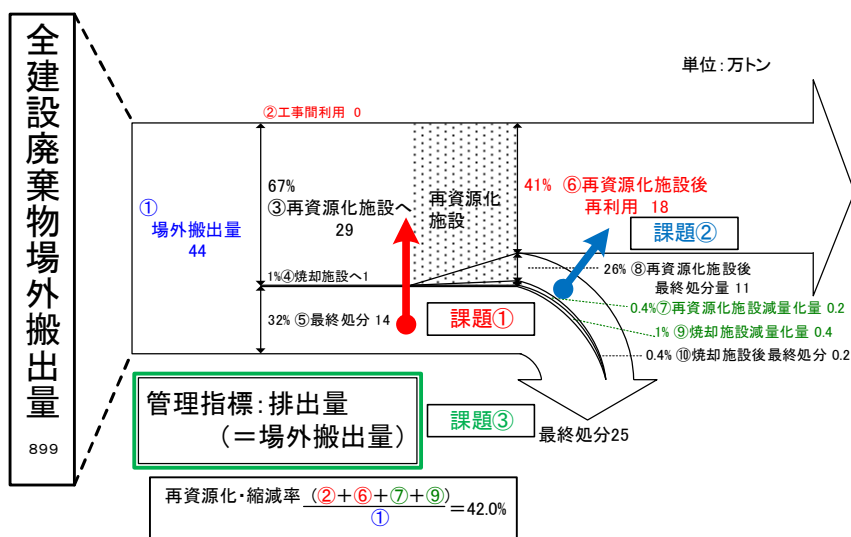 全建設廃棄物場外搬出量
899
単位:万トン
②工事間利用 0
①
場外搬出量
44
67%
③再資源化施設へ
29
再資源化
施設
41% ⑥再資源化施設後
再利用 18
課題②
1%④焼却施設へ1
26% ⑧再資源化施設後
最終処分量 11
0.4%⑦再資源化施設減量化量 0.2
32% ⑤最終処分 14
課題①
1% ⑨焼却施設減量化量 0.4
0.4% ⑩焼却施設後最終処分 0.2
管理指標:排出量
(=場外搬出量)
課題③
最終処分25
再資源化・縮減率 (②+⑥+⑦+⑨) =42.0%
①